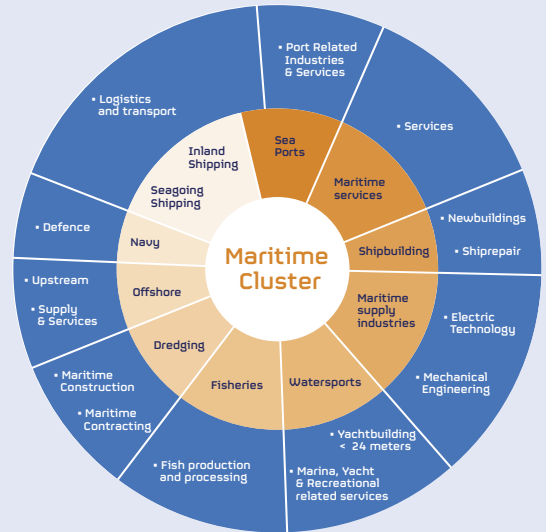 Maritime
Cluster
Sea
Ports
Maritime
services
Shipbuilding
Maritime
supply
industries
Watersports
Fisheries
Dredging
Offshore
Navy
Inland
Shipping
Seagoing
Shipping
• Port Related
Industries
& Services
• Services
• Newbuildings
• Shiprepair
• Electric
Technology
• Mechanical
Engineering
• Yachtbuilding
< 24 meters
• Marina, Yacht
& Recreational
related services
• Fish production
and processing
• Maritime
Construction
• Maritime
Contracting
• Upstream
• Supply
& Services
• Defence
• Logistics
and transport